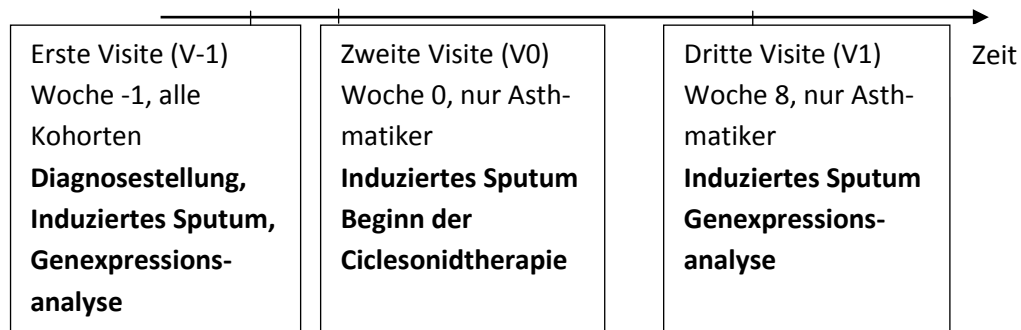 Erste Visite (V-1)
Woche -1, alle
Kohorten
Diagnosestellung,
Induziertes Sputum,
Genexpressions-
analyse
Zweite Visite (V0)
Woche 0, nur Asth-
matiker
Induziertes Sputum
Beginn der
Ciclesonidtherapie
Dritte Visite (V1)
Woche 8, nur Asth-
matiker
Induziertes Sputum
Genexpressions-
analyse
Zeit